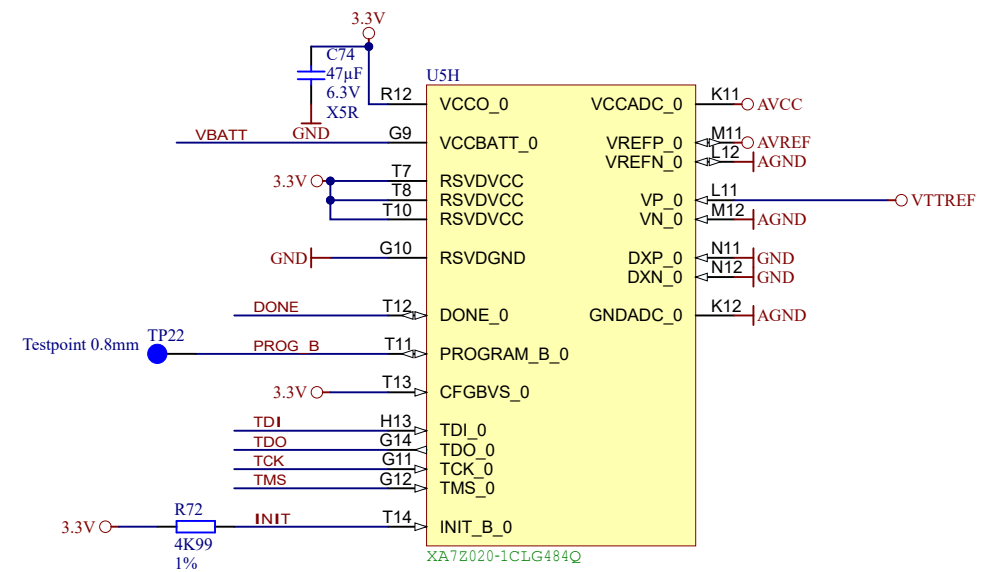 3.3V
C74
47µF
6.3V
X5R
GND
U5H
R12 VCCO_0 VCCADC_0 K11 AVCC
VBATT G9 VCCBATT_0 VREFP_0 M11 AVREF
VREFN_0 L12 AGND
3.3V T7 RSVDVCC
T8 RSVDVCC VP_0 L11 VTTREF
T10 RSVDVCC VN_0 M12 AGND
GND G10 RSVDGND DXP_0 N11 GND
DXN_0 N12 GND
DONE T12 DONE_0 GNDADC_0 K12 AGND
Testpoint 0.8mm TP22 PROG_B T11 PROGRAM_B_0
3.3V T13 CFGBVS_0
TDI H13 TDI_0
TDO G14 TDO_0
TCK G11 TCK_0
TMS G12 TMS_0
R72
3.3V INIT T14 INIT_B_0
4K99
1%
XA7Z020-1CLG484Q